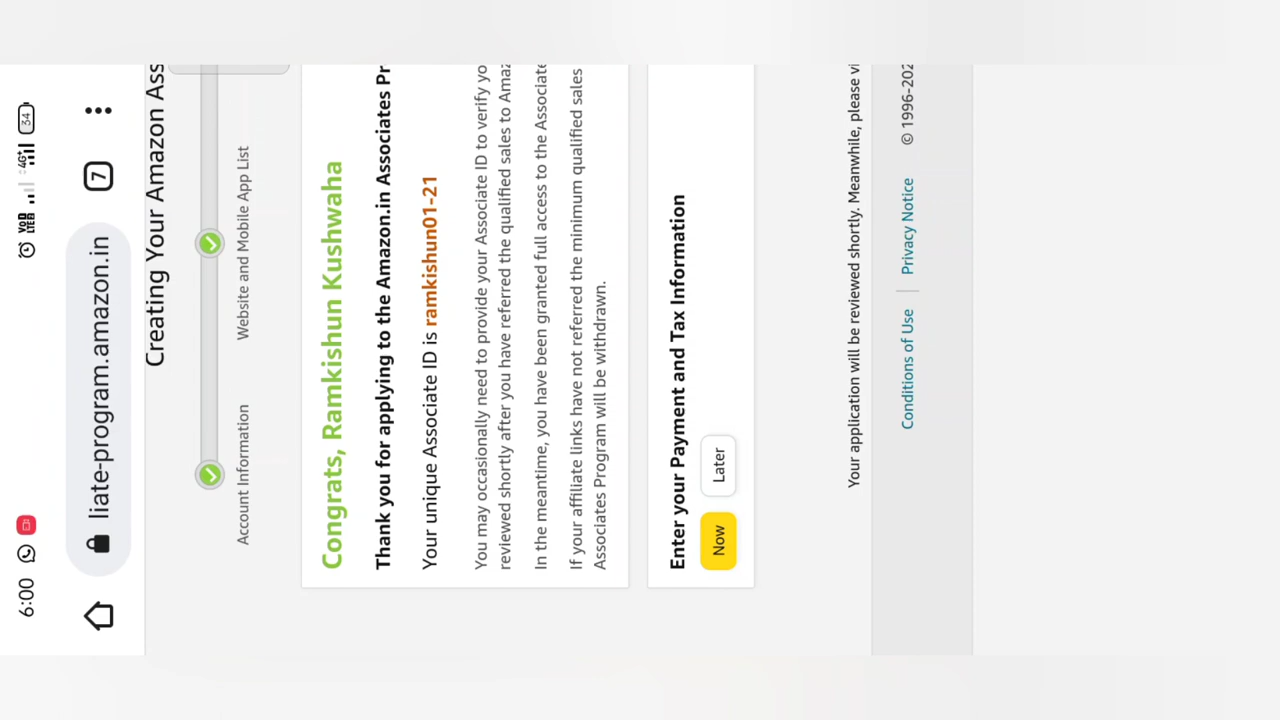 6:00
VoD LTED 4G+ 34
liate-program.amazon.in
7
Creating Your Amazon Ass
Account Information
Website and Mobile App List
Congrats, Ramkishun Kushwaha
Thank you for applying to the Amazon.in Associates Pr
Your unique Associate ID is ramkishun01-21
You may occasionally need to provide your Associate ID to verify yo
reviewed shortly after you have referred the qualified sales to Amaz
In the meantime, you have been granted full access to the Associate
If your affiliate links have not referred the minimum qualified sales
Associates Program will be withdrawn.
Enter your Payment and Tax Information
Now Later
Your application will be reviewed shortly. Meanwhile, please vi
Conditions of Use | Privacy Notice © 1996-202